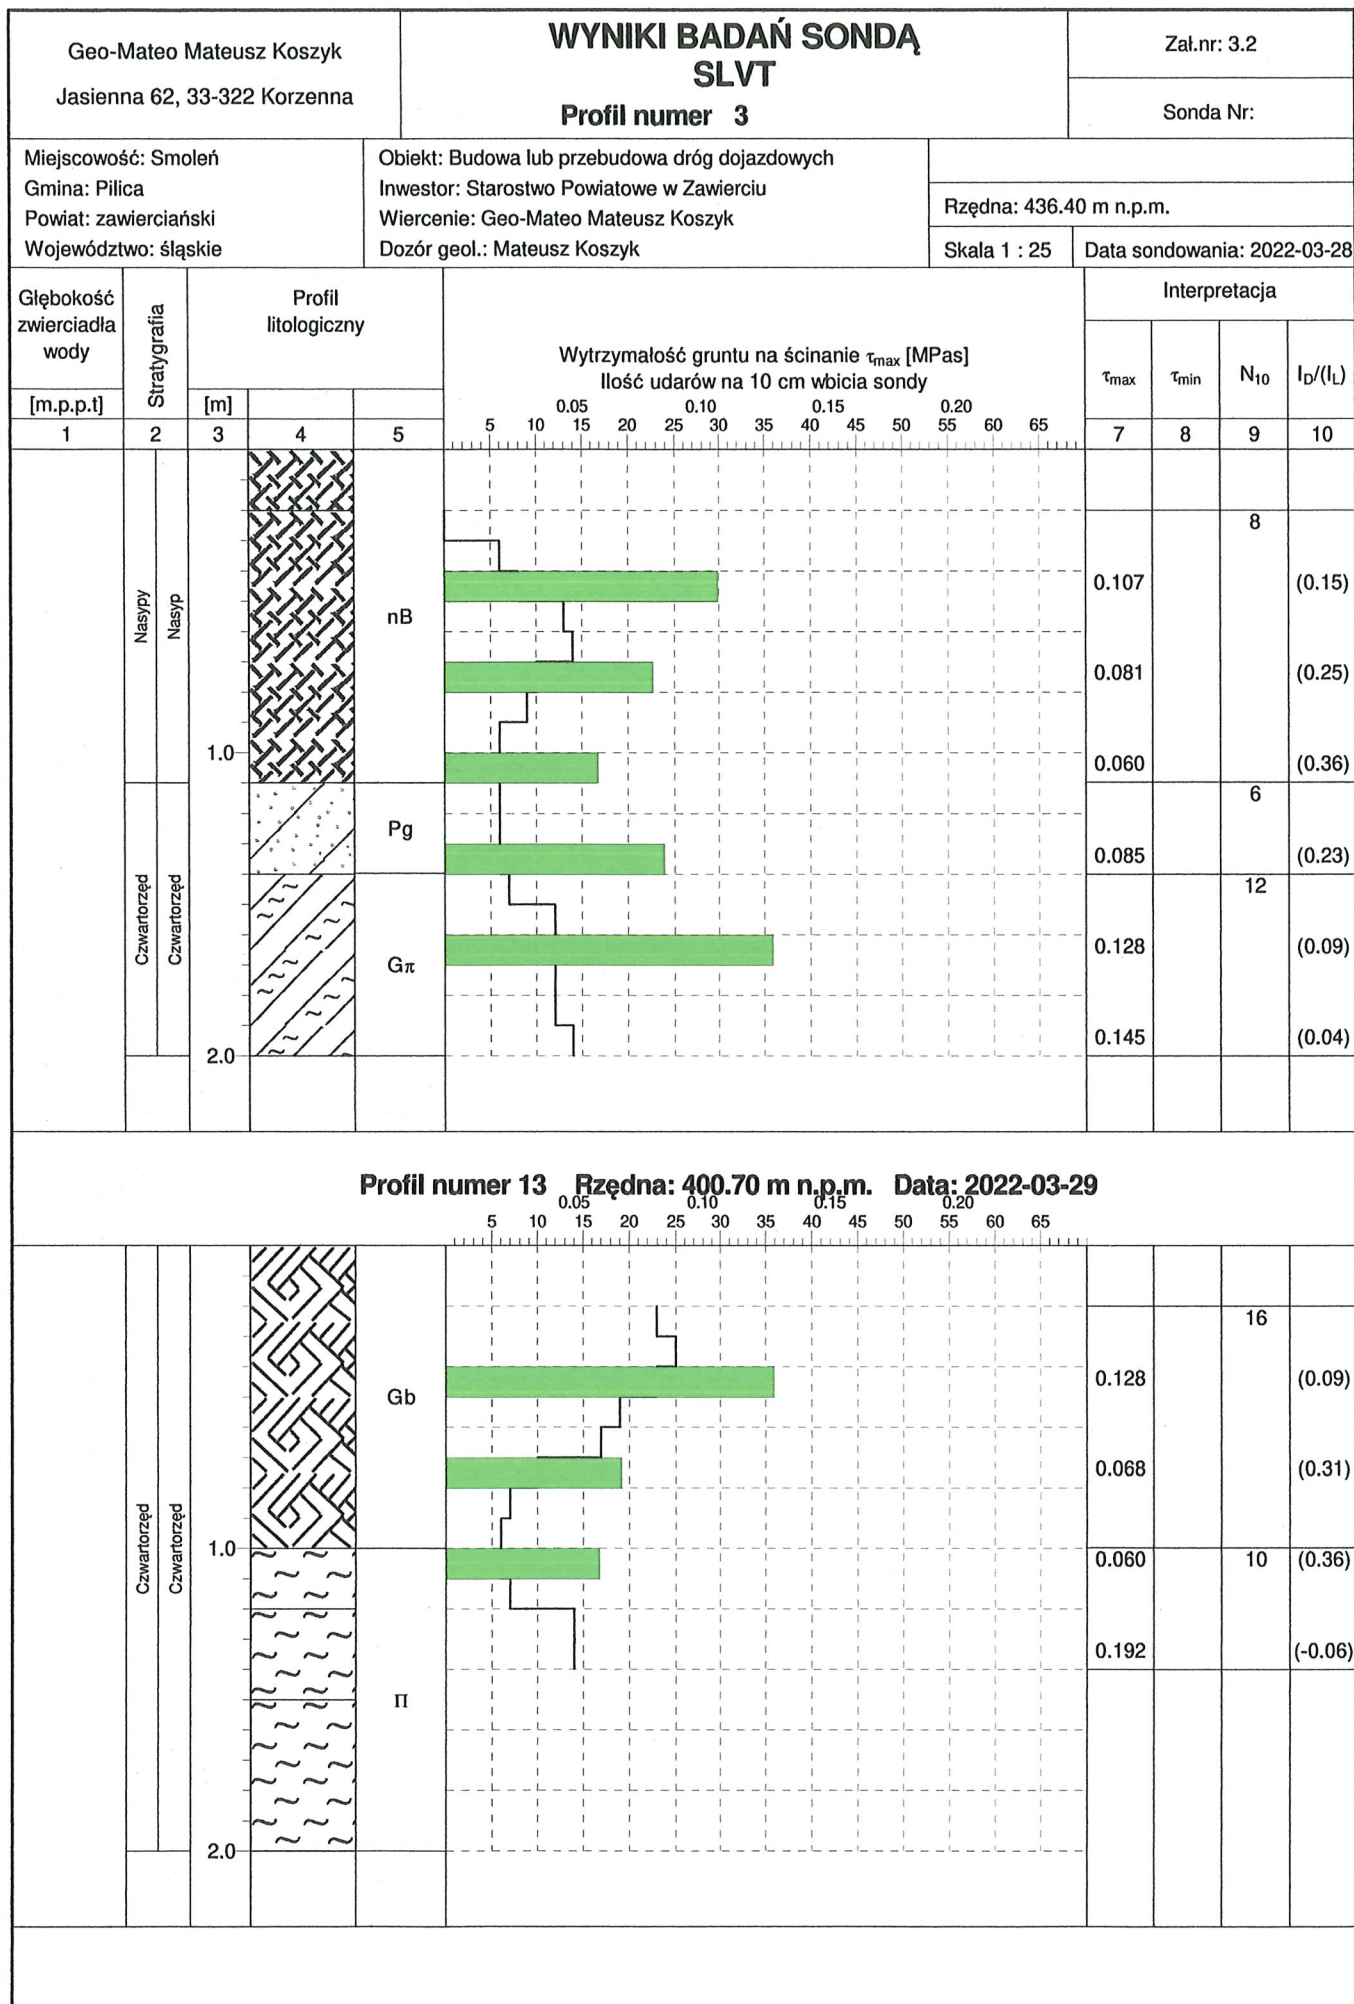 Geo-Mateo Mateusz Koszyk
Jasienna 62, 33-322 Korzenna
WYNIKI BADAŃ SONDĄ
SLVT
Profil numer 3
Zał.nr: 3.2
Sonda Nr:
Miejscowość: Smoleń
Gmina: Pilica
Powiat: zawierciański
Województwo: śląskie
Obiekt: Budowa lub przebudowa dróg dojazdowych
Inwestor: Starostwo Powiatowe w Zawierciu
Wiercenie: Geo-Mateo Mateusz Koszyk
Dozór geol.: Mateusz Koszyk
Rzędna: 436.40 m n.p.m.
Skala 1 : 25
Data sondowania: 2022-03-28
Głębokość
zwierciadła
wody
[m.p.p.t]
Stratygrafia
Profil
litologiczny
[m]
Wytrzymałość gruntu na ścinanie τmax [MPas]
Ilość udarów na 10 cm wbicia sondy
0.05 0.10 0.15 0.20
5 10 15 20 25 30 35 40 45 50 55 60 65
Interpretacja
τmax τmin N10 ID/(IL)
1 2 3 4 5 7 8 9 10
Nasypy
Nasyp
nB
8
0.107 (0.15)
0.081 (0.25)
1.0
0.060 (0.36)
Czwartorzęd
Czwartorzęd
Pg
6
0.085 (0.23)
Gπ
12
0.128 (0.09)
0.145 (0.04)
2.0
Profil numer 13 Rzędna: 400.70 m n.p.m. Data: 2022-03-29
0.05 0.10 0.15 0.20
5 10 15 20 25 30 35 40 45 50 55 60 65
Czwartorzęd
Czwartorzęd
Gb
16
0.128 (0.09)
0.068 (0.31)
1.0
0.060 10 (0.36)
0.192 (-0.06)
Π
2.0